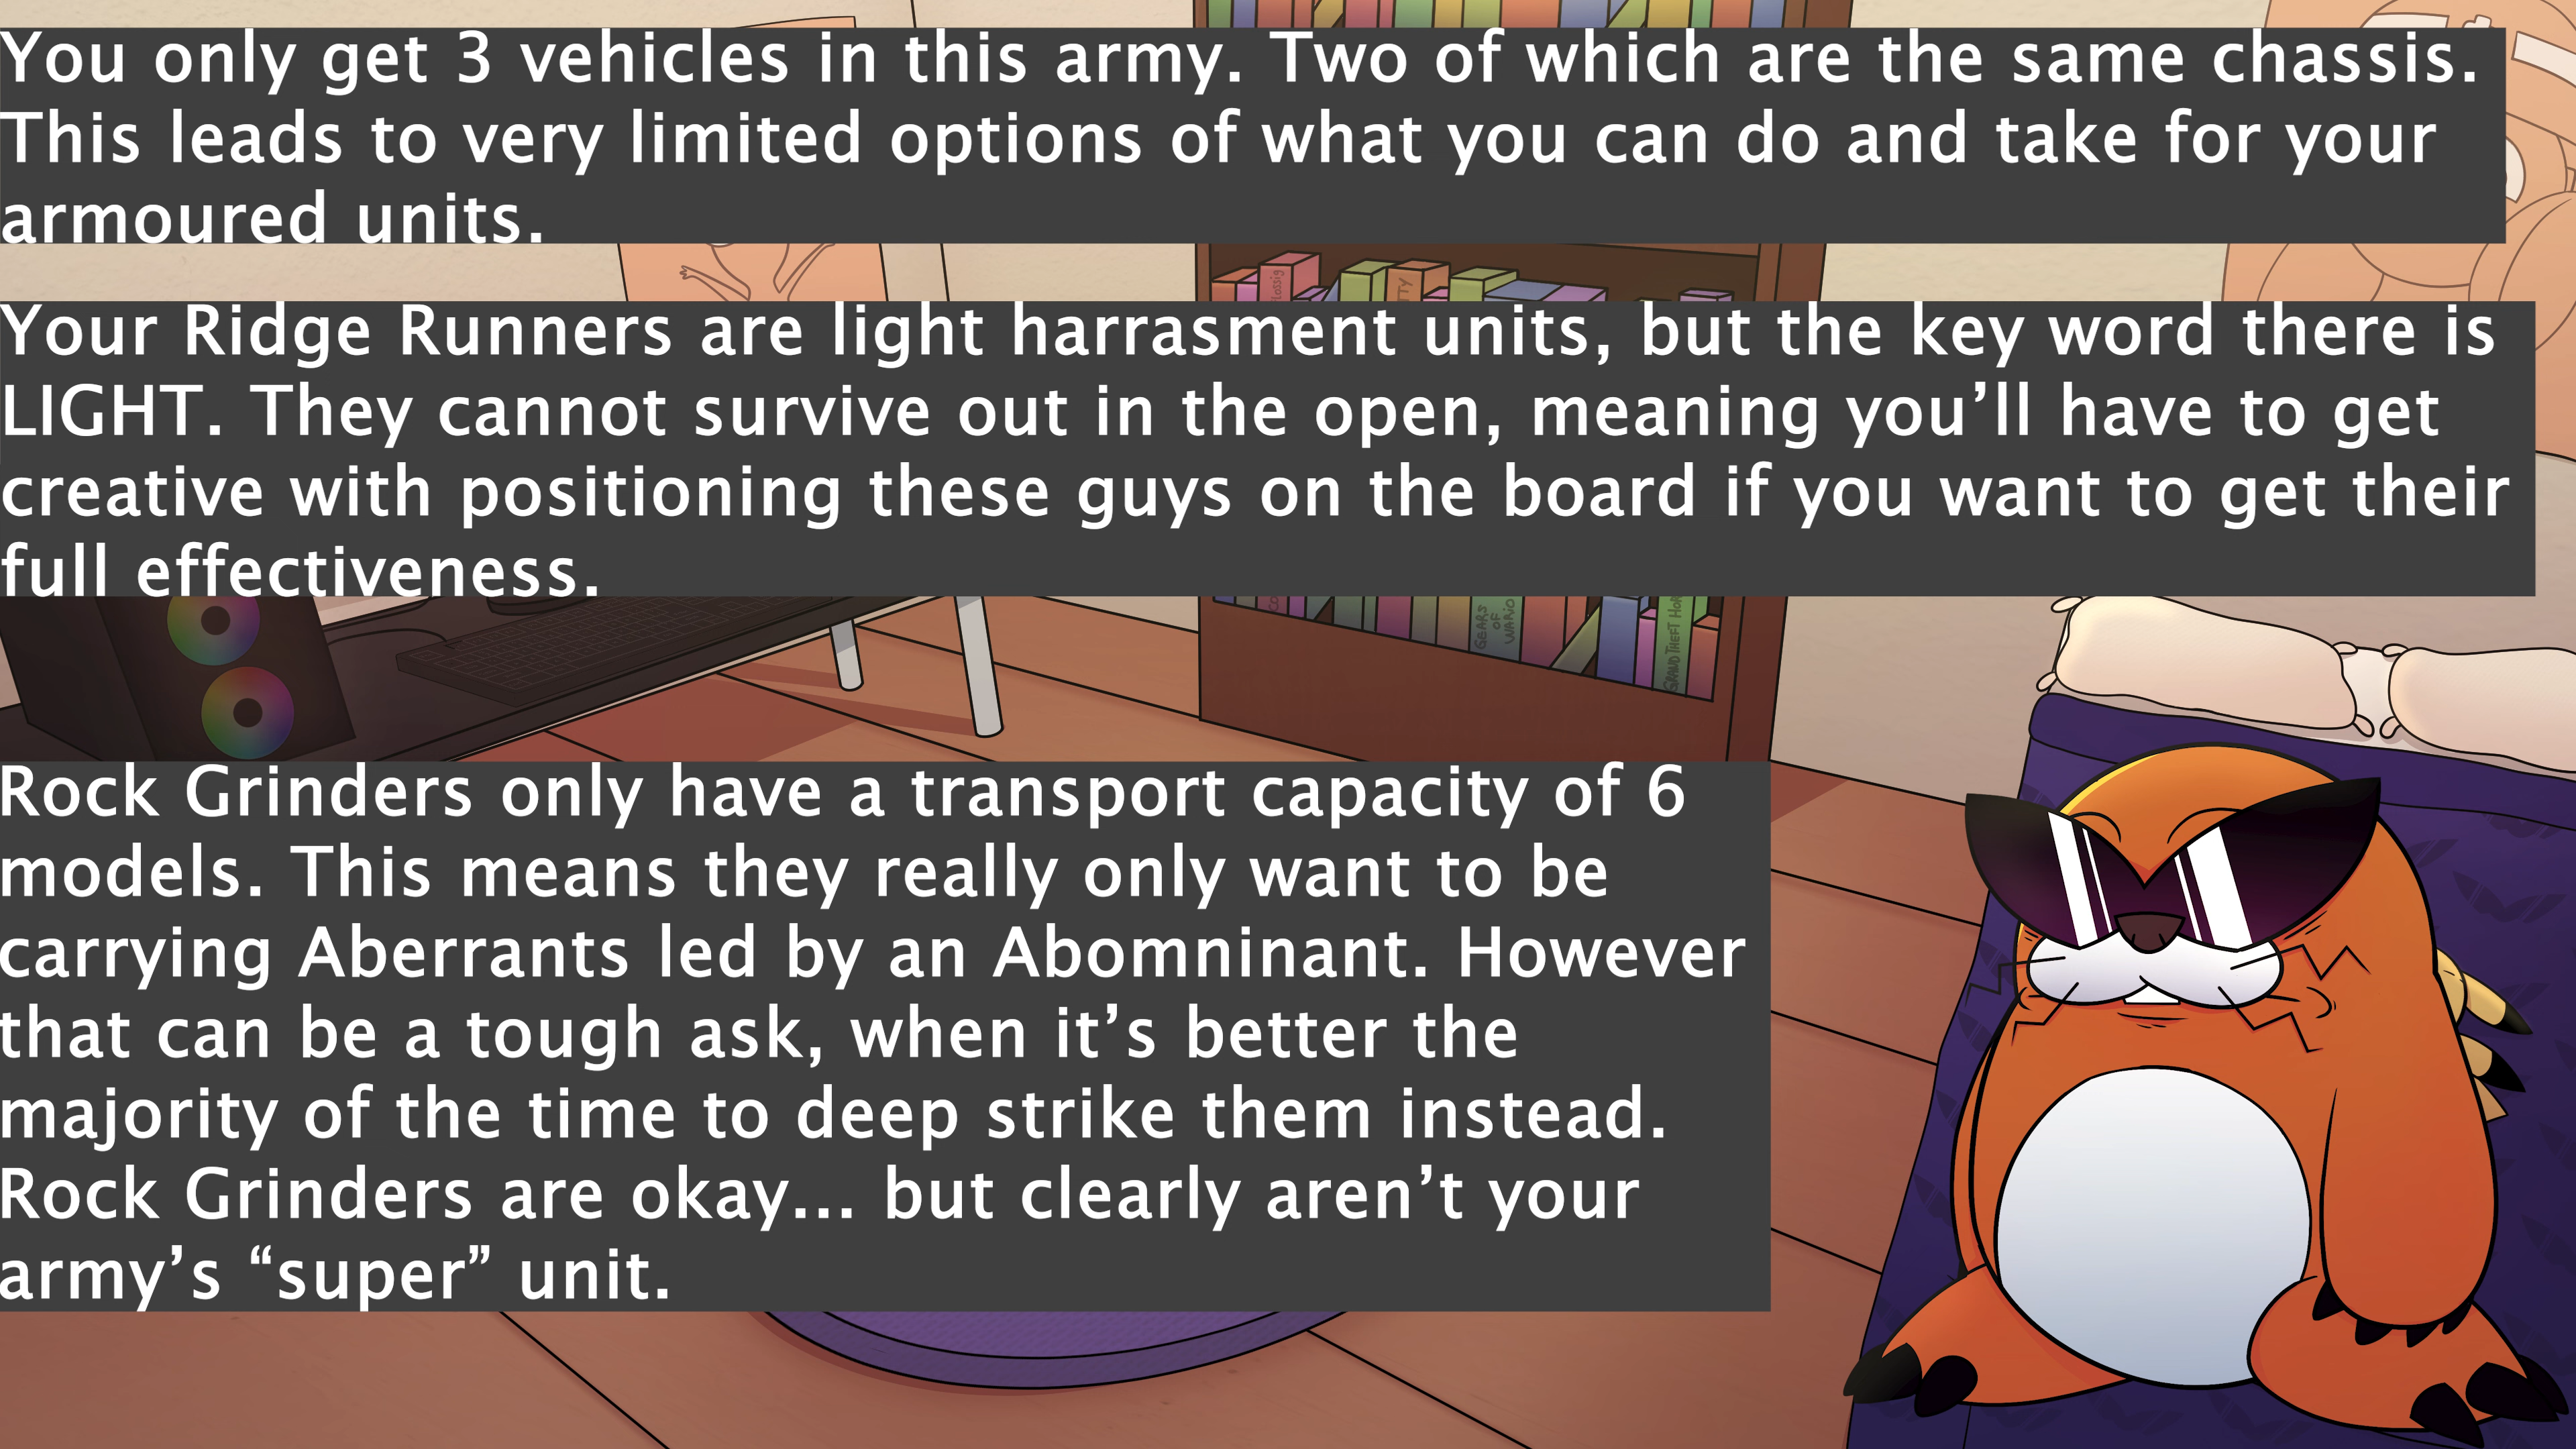 You only get 3 vehicles in this army. Two of which are the same chassis.
This leads to very limited options of what you can do and take for your
armoured units.
Your Ridge Runners are light harrasment units, but the key word there is
LIGHT. They cannot survive out in the open, meaning you’ll have to get
creative with positioning these guys on the board if you want to get their
full effectiveness.
GEARS
OF
WARIO
Rock Grinders only have a transport capacity of 6
models. This means they really only want to be
carrying Aberrants led by an Abomninant. However
that can be a tough ask, when it’s better the
majority of the time to deep strike them instead.
Rock Grinders are okay... but clearly aren’t your
army’s “super” unit.